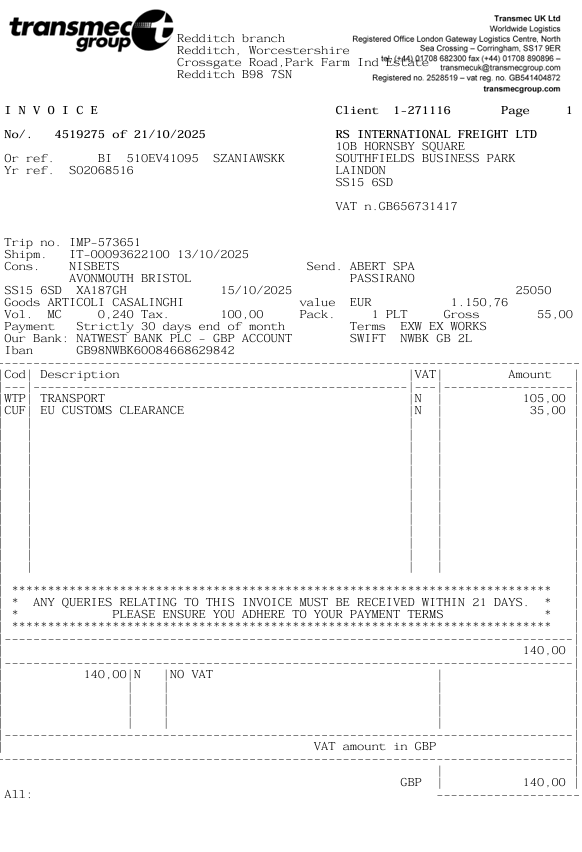 transmec group
Transmec UK Ltd
Worldwide Logistics
Registered Office London Gateway Logistics Centre, North
Sea Crossing – Corringham, SS17 9ER
tel. (+44) 01708 682300 fax (+44) 01708 890896 –
transmecuk@transmecgroup.com
Registered no. 2528519 – vat reg. no. GB541404872
transmecgroup.com
Redditch branch
Redditch, Worcestershire
Crossgate Road,Park Farm Ind Estate
Redditch B98 7SN
I N V O I C E Client 1-271116 Page 1
No/. 4519275 of 21/10/2025 RS INTERNATIONAL FREIGHT LTD
10B HORNSBY SQUARE
Or ref. BI 510EV41095 SZANIAWSKK SOUTHFIELDS BUSINESS PARK
Yr ref. SO2068516 LAINDON
SS15 6SD
VAT n.GB656731417
Trip no. IMP-573651
Shipm. IT-00093622100 13/10/2025
Cons. NISBETS Send. ABERT SPA
AVONMOUTH BRISTOL PASSIRANO
SS15 6SD XA187GH 15/10/2025 25050
Goods ARTICOLI CASALINGHI value EUR 1.150,76
Vol. MC 0,240 Tax. 100,00 Pack. 1 PLT Gross 55,00
Payment Strictly 30 days end of month Terms EXW EX WORKS
Our Bank: NATWEST BANK PLC - GBP ACCOUNT SWIFT NWBK GB 2L
Iban GB98NWBK60084668629842
Cod Description VAT Amount
WTP TRANSPORT N 105,00
CUF EU CUSTOMS CLEARANCE N 35,00
***************************************************************************
* ANY QUERIES RELATING TO THIS INVOICE MUST BE RECEIVED WITHIN 21 DAYS. *
* PLEASE ENSURE YOU ADHERE TO YOUR PAYMENT TERMS *
***************************************************************************
140,00
140,00 N NO VAT
VAT amount in GBP
GBP 140,00
All: